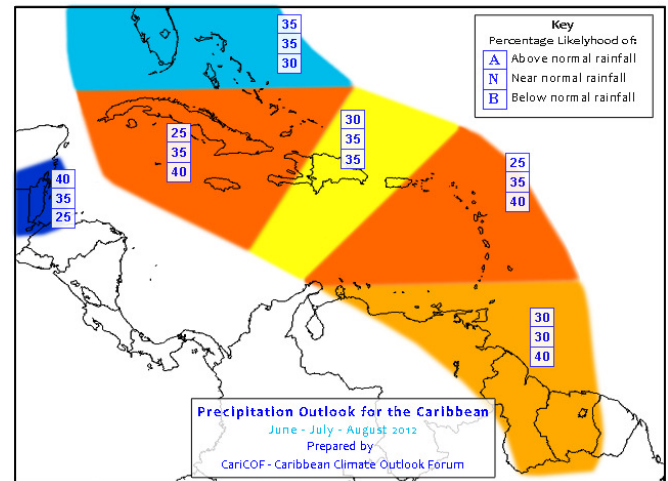 35
35
30
Key
Percentage Likelyhood of:
A Above normal rainfall
N Near normal rainfall
B Below normal rainfall
25
35
40
30
35
35
40
35
25
25
35
40
30
30
40
Precipitation Outlook for the Caribbean
June - July - August 2012
Prepared by
CariCOF - Caribbean Climate Outlook Forum